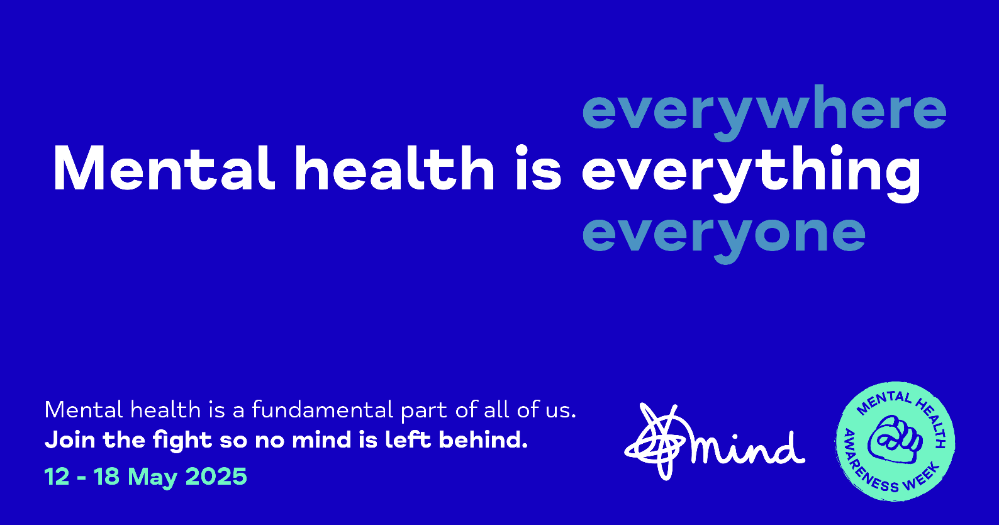 everywhere
Mental health is everything
everyone
Mental health is a fundamental part of all of us.
Join the fight so no mind is left behind.
12 - 18 May 2025
mind
MENTAL HEALTH
AWARENESS WEEK